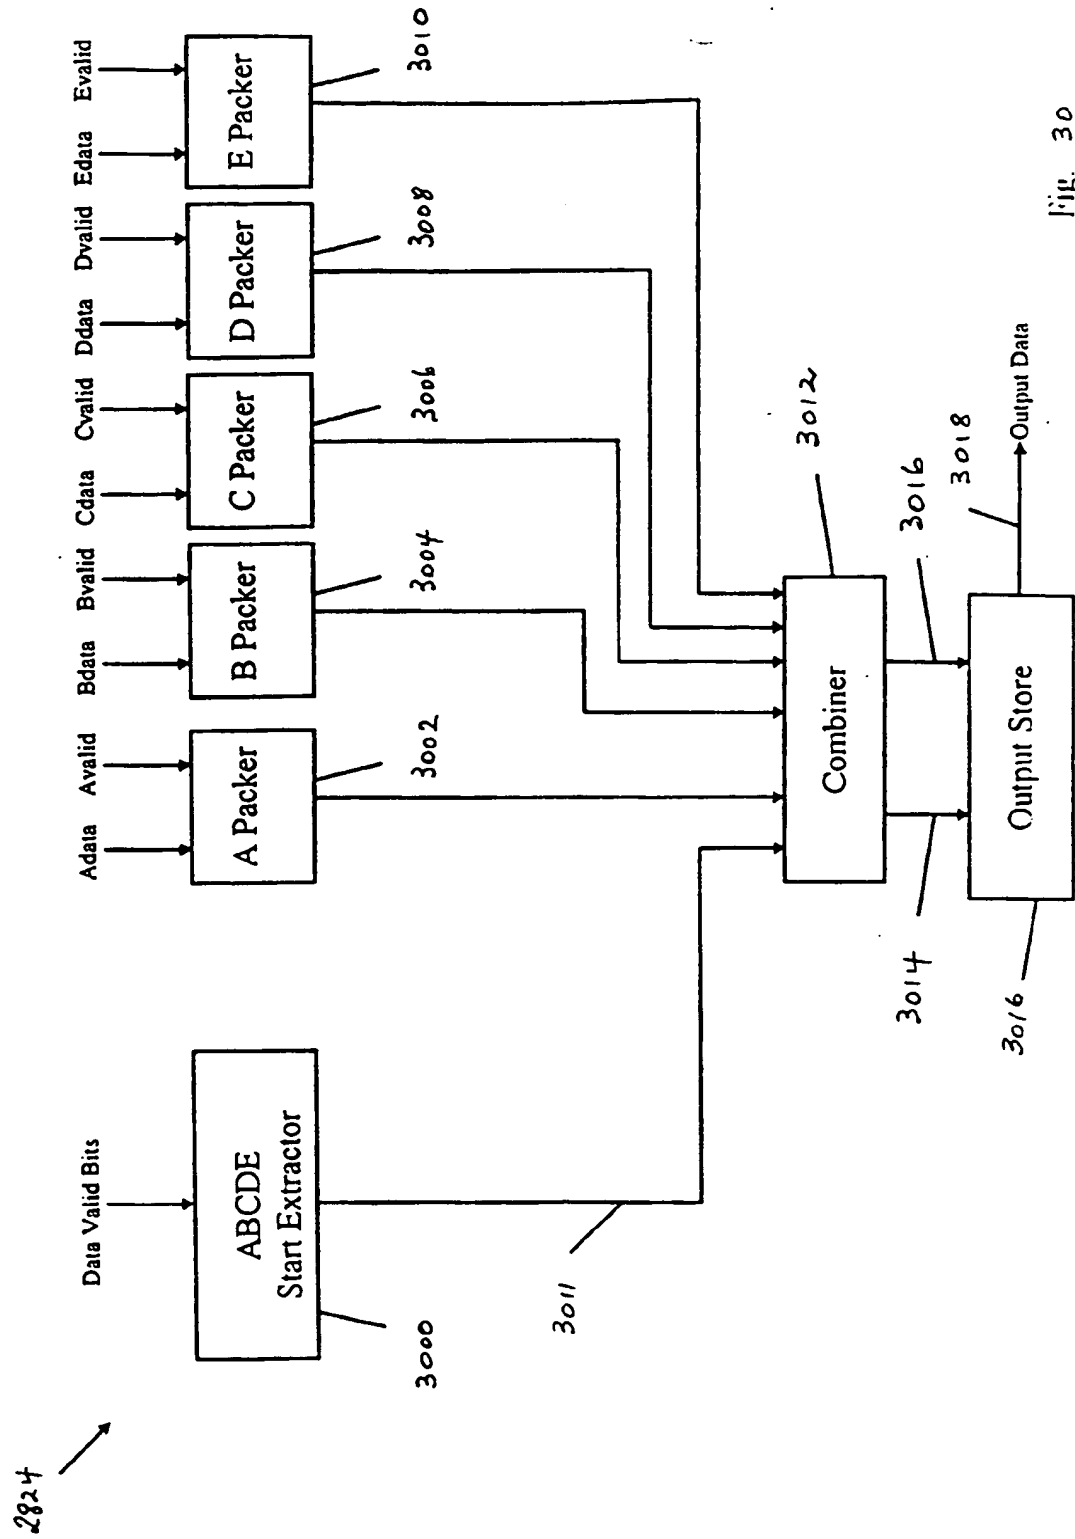 2824
Data Valid Bits
Adata
Avalid
Bdata
Bvalid
Cdata
Cvalid
Ddata
Dvalid
Edata
Evalid
ABCDE
Start Extractor
A Packer
B Packer
C Packer
D Packer
E Packer
3000
3002
3004
3006
3008
3010
3011
3012
Combiner
3014
3016
3018
3016
Output Store
Output Data
Fig. 30